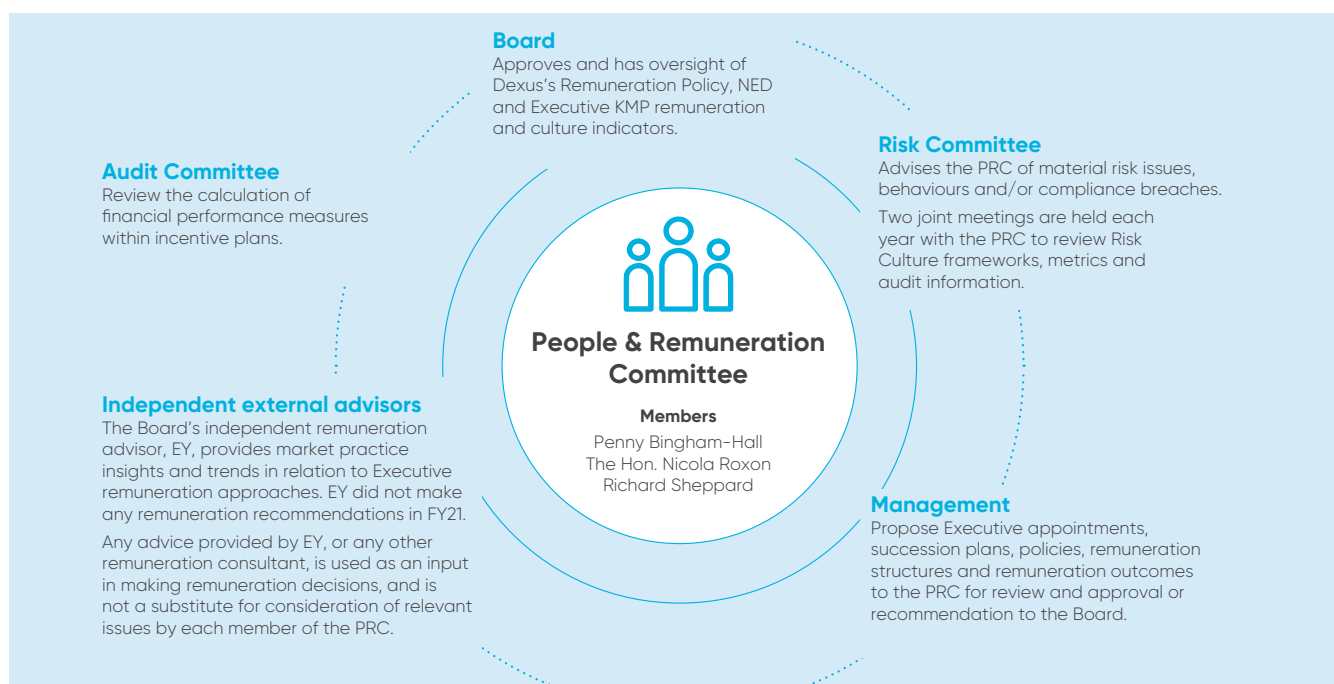 Board
Approves and has oversight of
Dexus's Remuneration Policy, NED
and Executive KMP remuneration
and culture indicators.
Audit Committee
Review the calculation of
financial performance measures
within incentive plans.
Risk Committee
Advises the PRC of material risk issues,
behaviours and/or compliance breaches.
Two joint meetings are held each
year with the PRC to review Risk
Culture frameworks, metrics and
audit information.
People & Remuneration
Committee
Members
Penny Bingham-Hall
The Hon. Nicola Roxon
Richard Sheppard
Independent external advisors
The Board's independent remuneration
advisor, EY, provides market practice
insights and trends in relation to Executive
remuneration approaches. EY did not make
any remuneration recommendations in FY21.
Any advice provided by EY, or any other
remuneration consultant, is used as an input
in making remuneration decisions, and is
not a substitute for consideration of relevant
issues by each member of the PRC.
Management
Propose Executive appointments,
succession plans, policies, remuneration
structures and remuneration outcomes
to the PRC for review and approval or
recommendation to the Board.